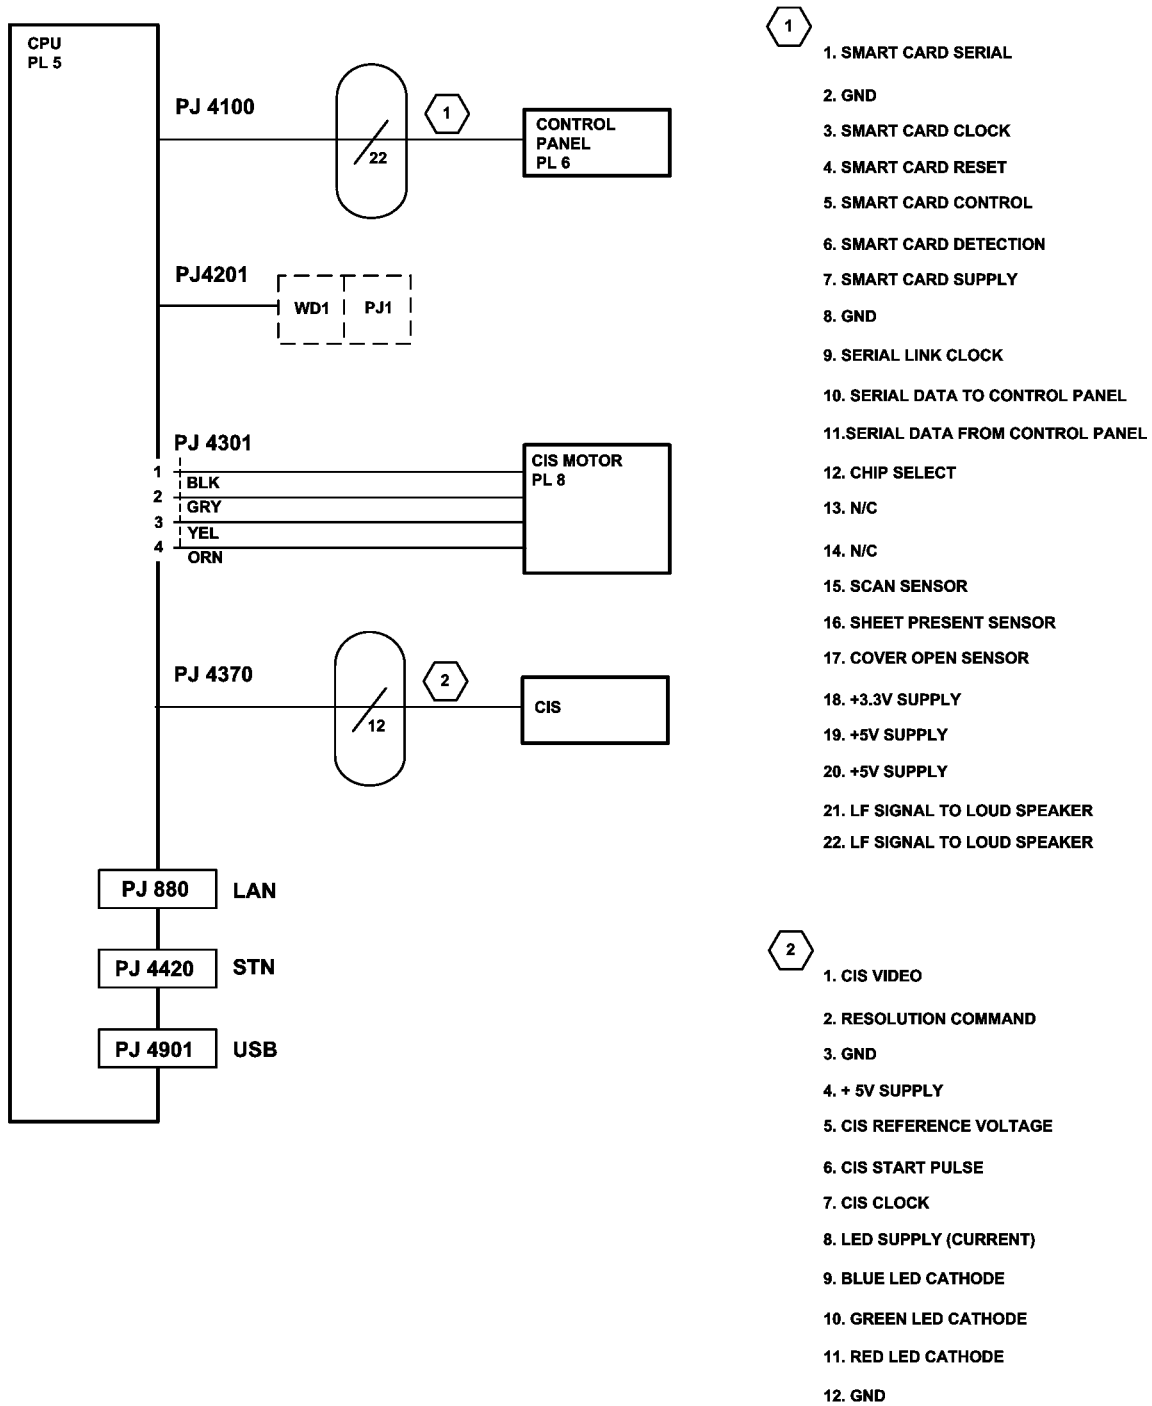 CPU
PL 5
PJ 4100
22
1
CONTROL
PANEL
PL 6
PJ4201
WD1
PJ1
PJ 4301
1
BLK
2
GRY
3
YEL
4
ORN
CIS MOTOR
PL 8
PJ 4370
12
2
CIS
PJ 880
LAN
PJ 4420
STN
PJ 4901
USB
1
1. SMART CARD SERIAL
2. GND
3. SMART CARD CLOCK
4. SMART CARD RESET
5. SMART CARD CONTROL
6. SMART CARD DETECTION
7. SMART CARD SUPPLY
8. GND
9. SERIAL LINK CLOCK
10. SERIAL DATA TO CONTROL PANEL
11.SERIAL DATA FROM CONTROL PANEL
12. CHIP SELECT
13. N/C
14. N/C
15. SCAN SENSOR
16. SHEET PRESENT SENSOR
17. COVER OPEN SENSOR
18. +3.3V SUPPLY
19. +5V SUPPLY
20. +5V SUPPLY
21. LF SIGNAL TO LOUD SPEAKER
22. LF SIGNAL TO LOUD SPEAKER
2
1. CIS VIDEO
2. RESOLUTION COMMAND
3. GND
4. + 5V SUPPLY
5. CIS REFERENCE VOLTAGE
6. CIS START PULSE
7. CIS CLOCK
8. LED SUPPLY (CURRENT)
9. BLUE LED CATHODE
10. GREEN LED CATHODE
11. RED LED CATHODE
12. GND